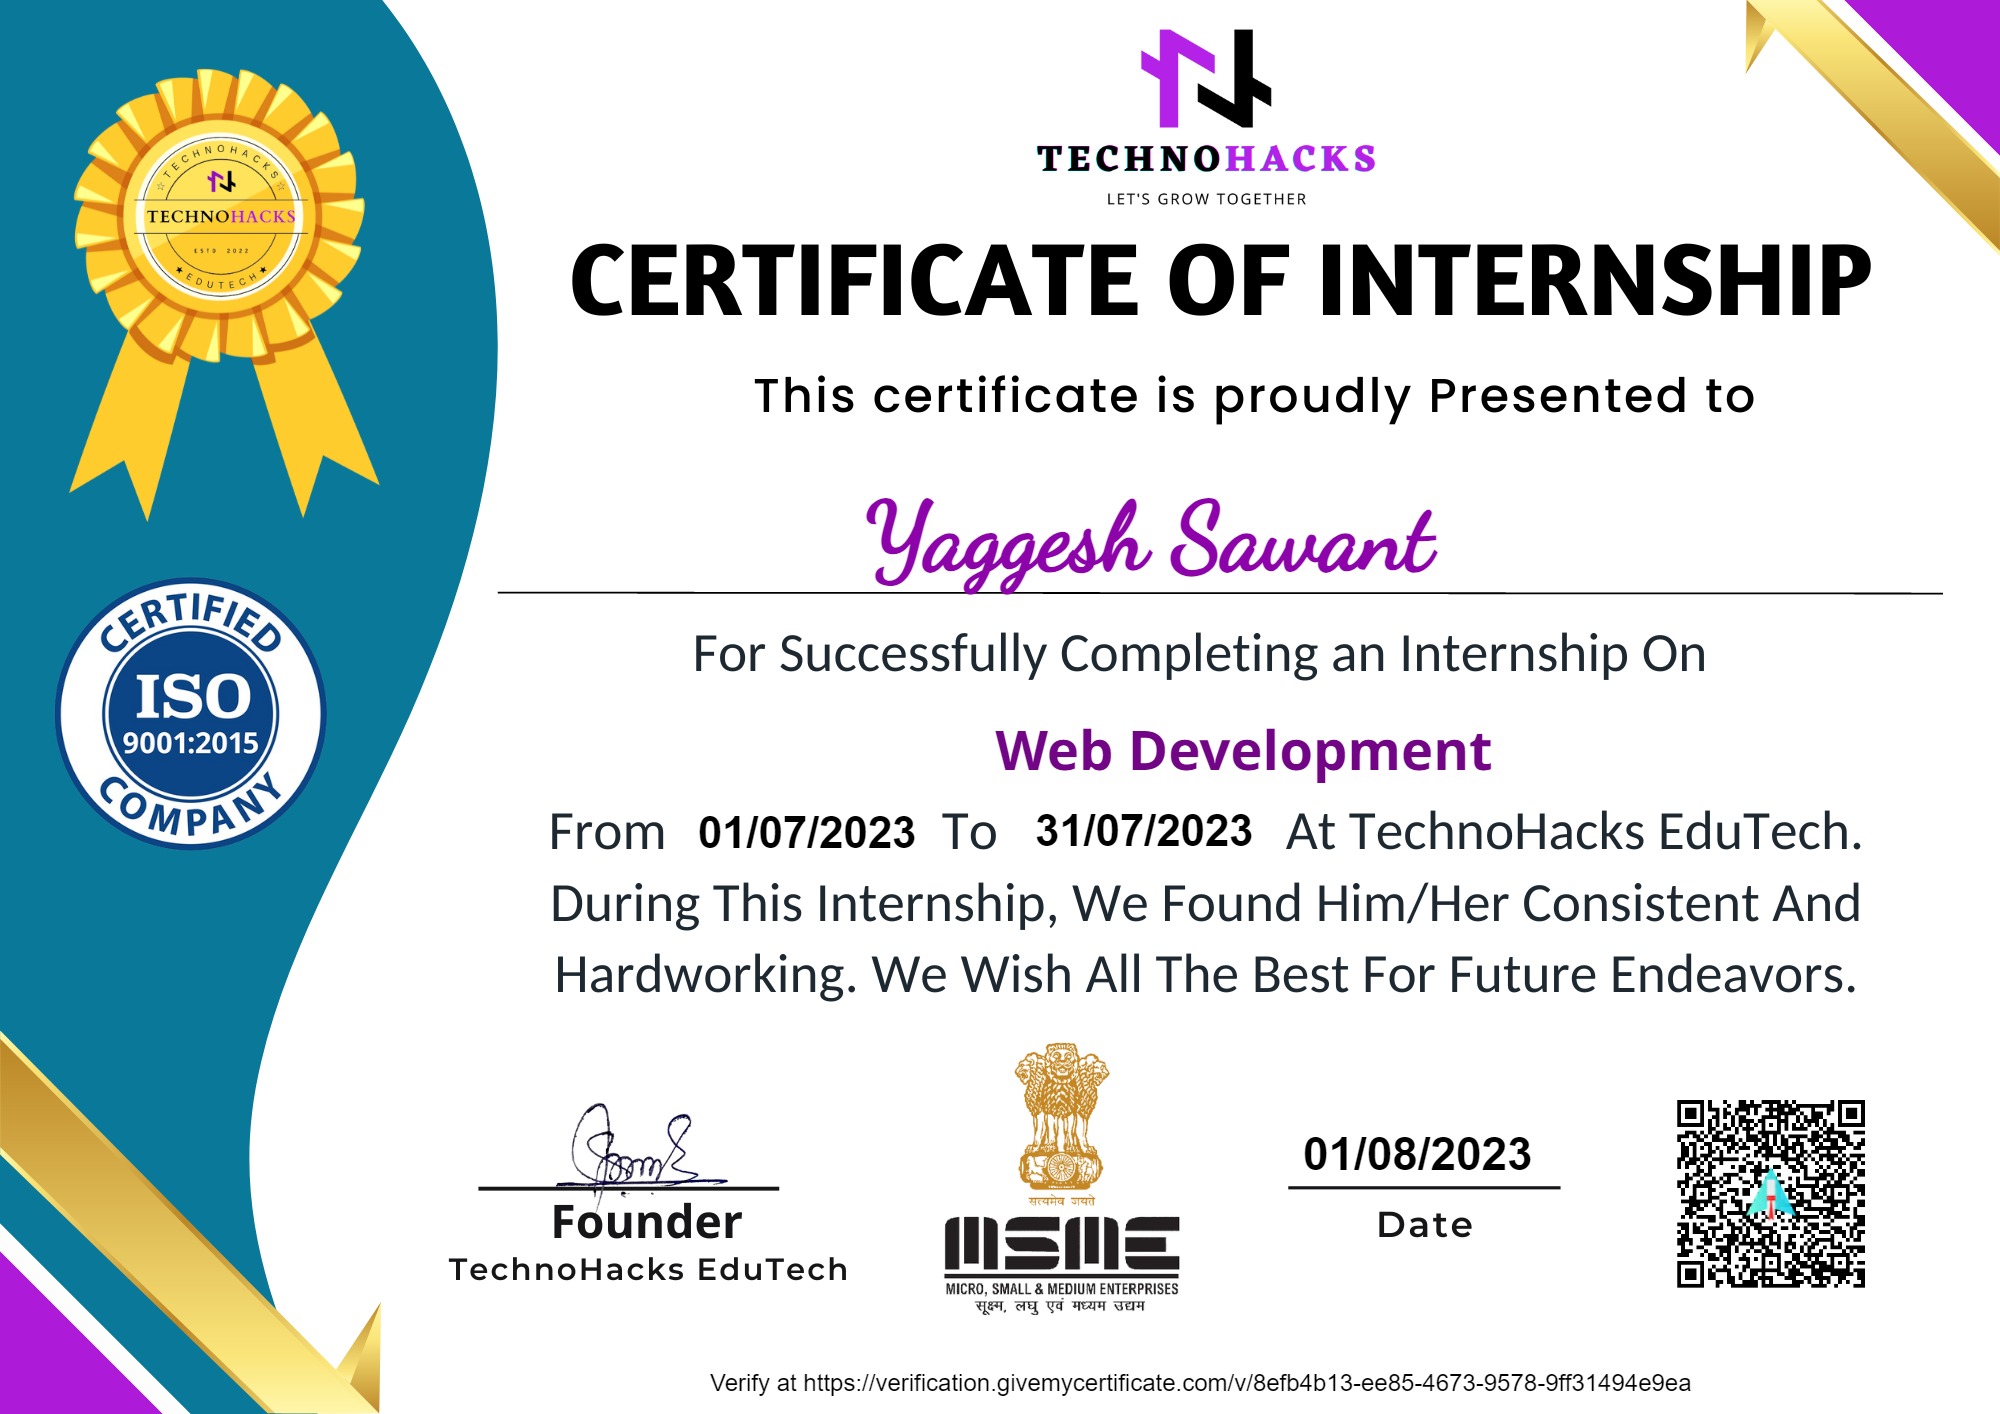 TECHNOHACKS
LET'S GROW TOGETHER
TECHNOHACKS
TECHNOHACKS
ESTD 2022
EDUTECH
CERTIFICATE OF INTERNSHIP
This certificate is proudly Presented to
Yaggesh Sawant
CERTIFIED
ISO
9001:2015
COMPANY
For Successfully Completing an Internship On
Web Development
From 01/07/2023 To 31/07/2023 At TechnoHacks EduTech.
During This Internship, We Found Him/Her Consistent And
Hardworking. We Wish All The Best For Future Endeavors.
Founder
TechnoHacks EduTech
सत्यमेव जयते
MSME
MICRO, SMALL & MEDIUM ENTERPRISES
सूक्ष्म, लघु एवं मध्यम उद्यम
01/08/2023
Date
Verify at https://verification.givemycertificate.com/v/8efb4b13-ee85-4673-9578-9ff31494e9ea